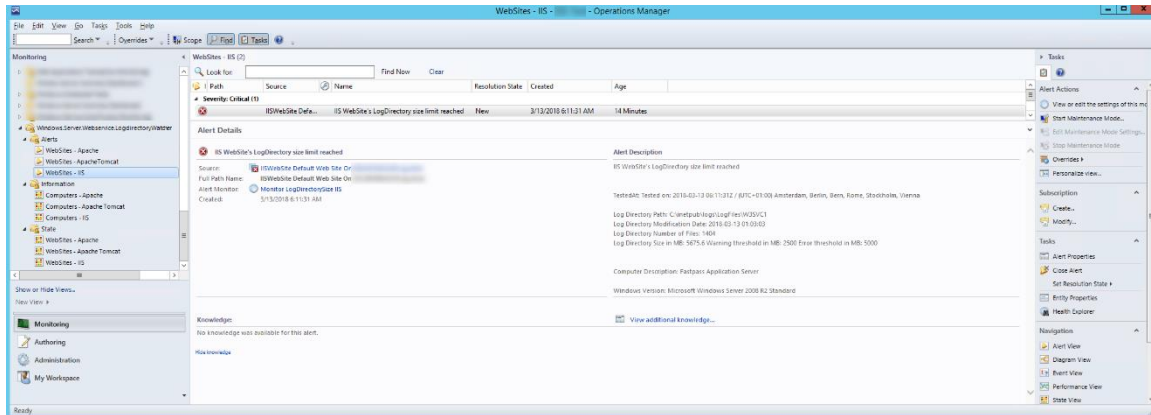 WebSites - IIS - - Operations Manager
File Edit View Go Tasks Tools Help
Search Overrides Scope Find Tasks
Monitoring
Windows.Server.Webservice.LogdirectoryWatcher
Alerts
WebSites - Apache
WebSites - ApacheTomcat
WebSites - IIS
Information
Computers - Apache
Computers - Apache Tomcat
Computers - IIS
State
WebSites - Apache
WebSites - Apache Tomcat
WebSites - IIS
Show or Hide Views...
New View
Monitoring
Authoring
Administration
My Workspace
Ready
WebSites - IIS (2)
Look for: Find Now Clear
Path Source Name Resolution State Created Age
Severity: Critical (1)
IISWebSite Defa... IIS WebSite's LogDirectory size limit reached New 3/13/2018 6:11:31 AM 14 Minutes
Alert Details
IIS WebSite's LogDirectory size limit reached
Source: IISWebSite Default Web Site On
Full Path Name: IISWebSite Default Web Site On
Alert Monitor: Monitor LogDirectorySize IIS
Created: 3/13/2018 6:11:31 AM
Alert Description
IIS WebSite's LogDirectory size limit reached
TestedAt: Tested on: 2018-03-13 06:11:31Z / (UTC+01:00) Amsterdam, Berlin, Bern, Rome, Stockholm, Vienna
Log Directory Path: C:\inetpub\logs\LogFiles\W3SVC1
Log Directory Modification Date: 2018-03-13 01:03:03
Log Directory Number of Files: 1404
Log Directory Size in MB: 5675.6 Warning threshold in MB: 2500 Error threshold in MB: 5000
Computer Description: Fastpass Application Server
Windows Version: Microsoft Windows Server 2008 R2 Standard
Knowledge:
View additional knowledge...
No knowledge was available for this alert.
Hide knowledge
Tasks
Alert Actions
View or edit the settings of this mo
Start Maintenance Mode...
Edit Maintenance Mode Settings...
Stop Maintenance Mode
Overrides
Personalize view...
Subscription
Create...
Modify...
Tasks
Alert Properties
Close Alert
Set Resolution State
Entity Properties
Health Explorer
Navigation
Alert View
Diagram View
Event View
Performance View
State View